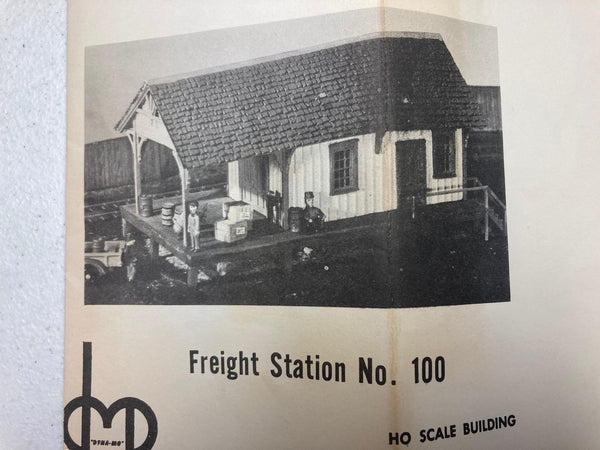 Freight Station No. 100
"DYNA-MO"
HO SCALE BUILDING